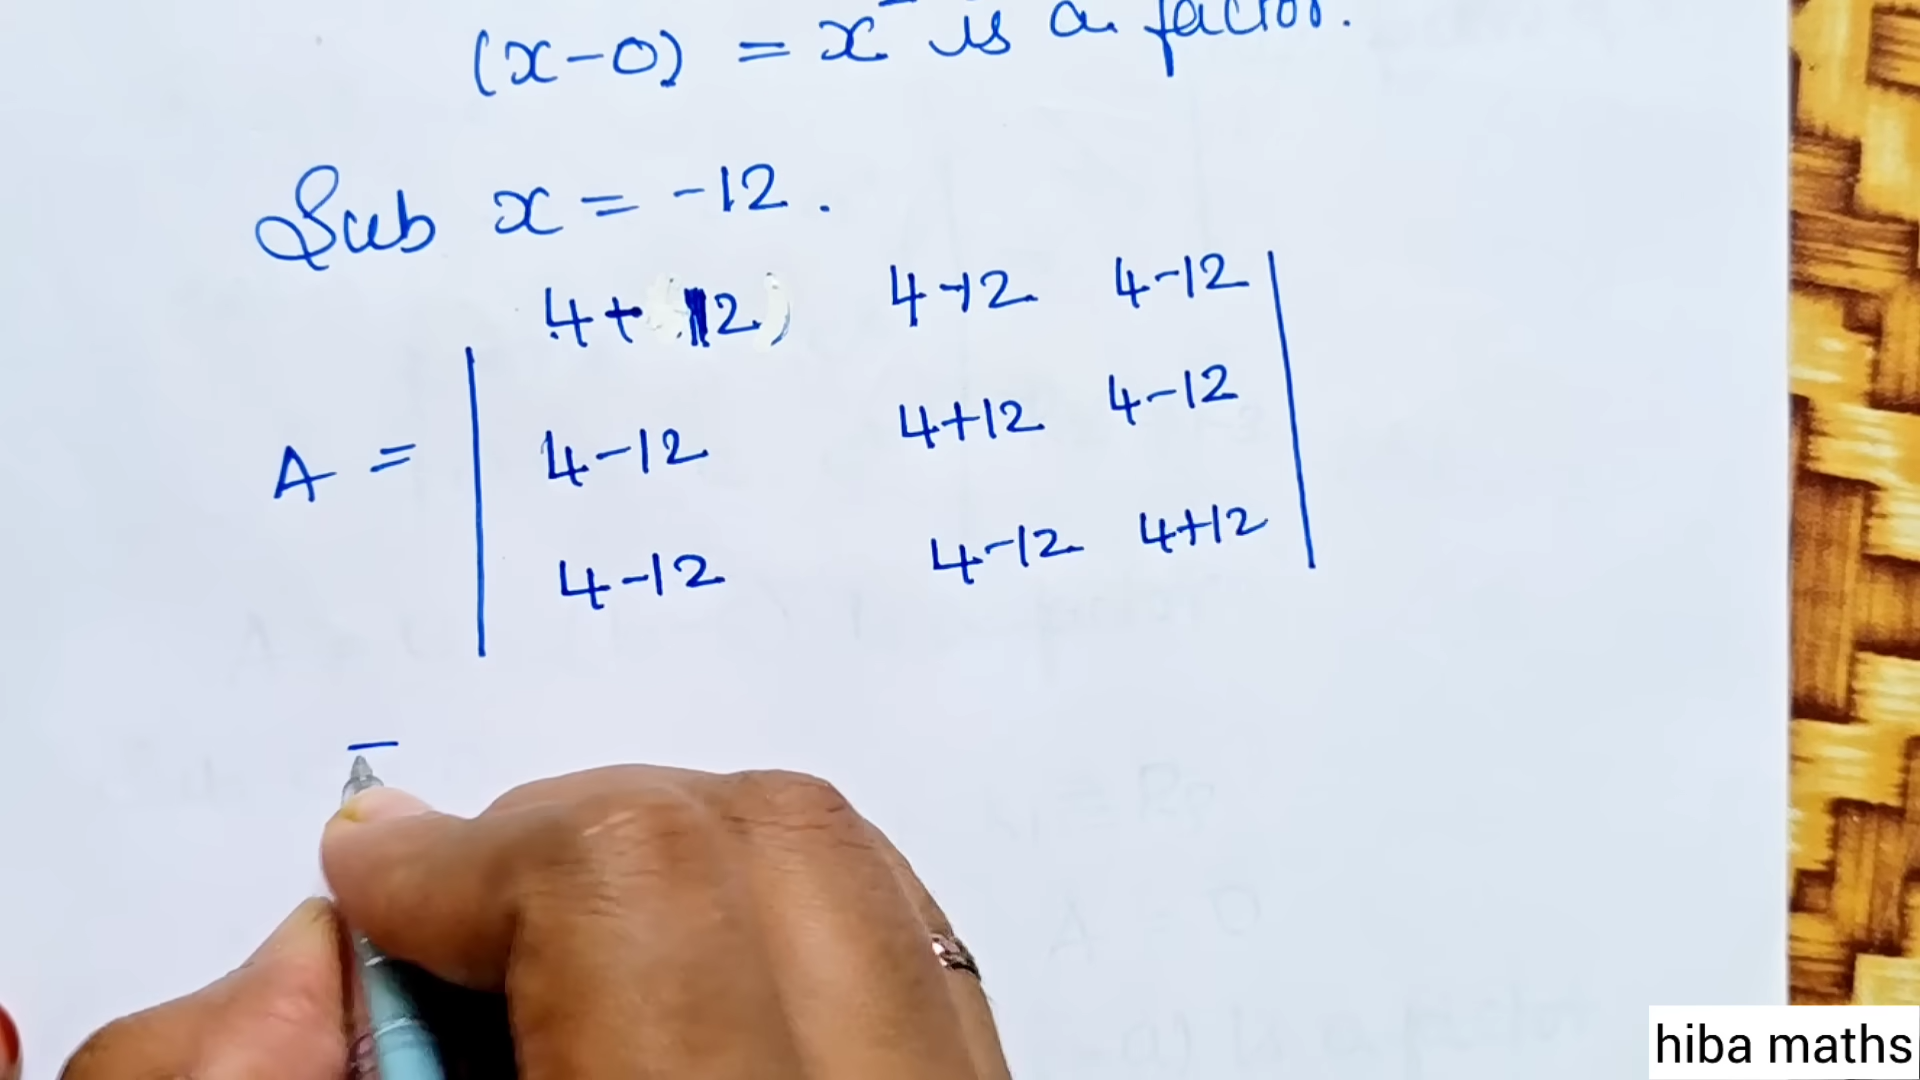 (x-0) = x² is a factor.
Sub x = -12.
4+ 12) 4-12 4-12
A = 4-12 4+12 4-12
4-12 4-12 4+12
hiba maths